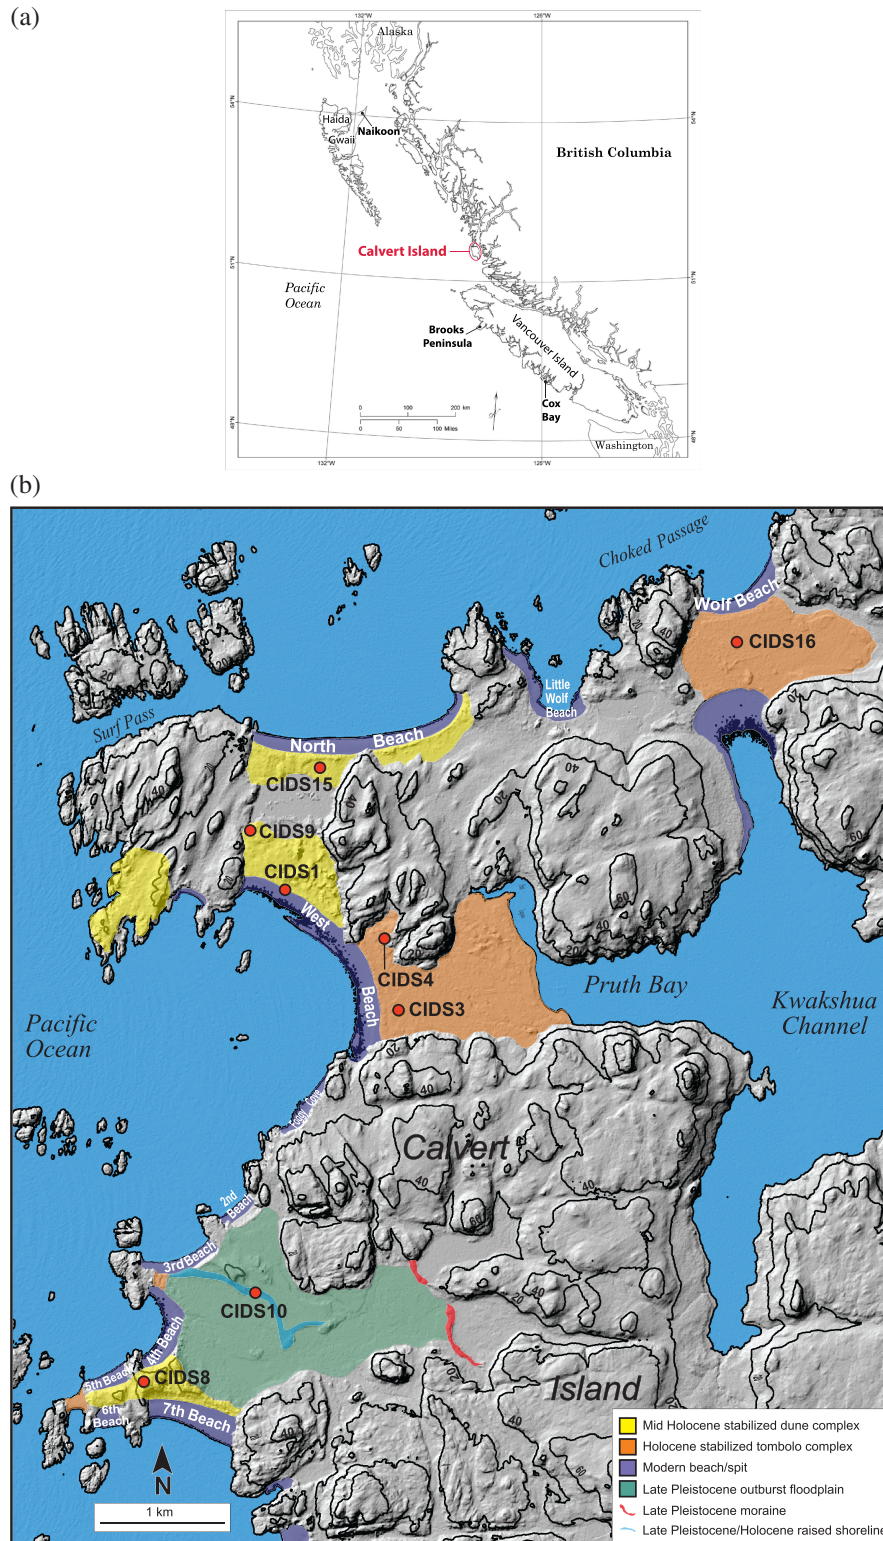 (a)
132°W
126°W
Alaska
54°N
54°N
Haida
Gwaii
Naikoon
British Columbia
Calvert Island
51°N
51°N
Pacific
Ocean
Brooks
Peninsula
Vancouver Island
Cox
Bay
0 100 200 km
0 50 100 Miles
48°N
Washington
132°W
126°W
(b)
Choked Passage
Wolf Beach
CIDS16
Little
Wolf
Beach
Surf Pass
North Beach
CIDS15
CIDS9
CIDS1
West Beach
CIDS4
CIDS3
Pruth Bay
Kwakshua
Channel
Pacific
Ocean
Calvert
2nd
Beach
3rd Beach
CIDS10
4th Beach
5th Beach
CIDS8
6th
Beach
7th Beach
Island
N
1 km
Mid Holocene stabilized dune complex
Holocene stabilized tombolo complex
Modern beach/spit
Late Pleistocene outburst floodplain
Late Pleistocene moraine
Late Pleistocene/Holocene raised shoreline